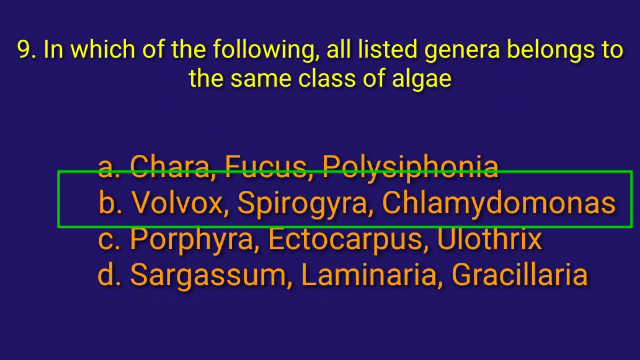 9. In which of the following, all listed genera belongs to
the same class of algae
a. Chara, Fucus, Polysiphonia
b. Volvox, Spirogyra, Chlamydomonas
c. Porphyra, Ectocarpus, Ulothrix
d. Sargassum, Laminaria, Gracillaria